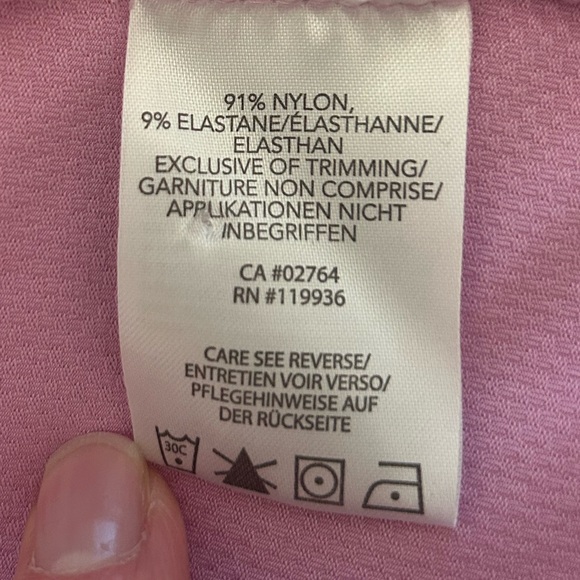 91% NYLON,
9% ELASTANE/ÉLASTHANNE/
ELASTHAN
EXCLUSIVE OF TRIMMING/
GARNITURE NON COMPRISE/
APPLIKATIONEN NICHT
INBEGRIFFEN
CA #02764
RN #119936
CARE SEE REVERSE/
ENTRETIEN VOIR VERSO/
PFLEGEHINWEISE AUF
DER RÜCKSEITE
30C